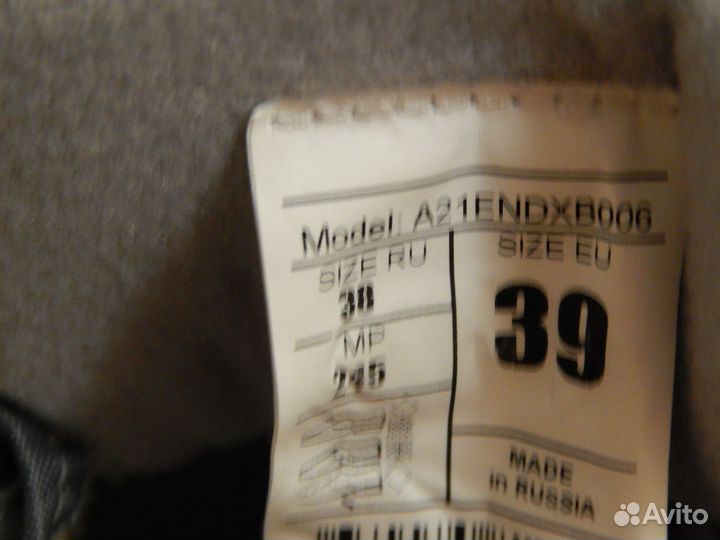 Model: A21ENDXB006
SIZE RU
38
MP
245
SIZE EU
39
MADE
in RUSSIA
Avito